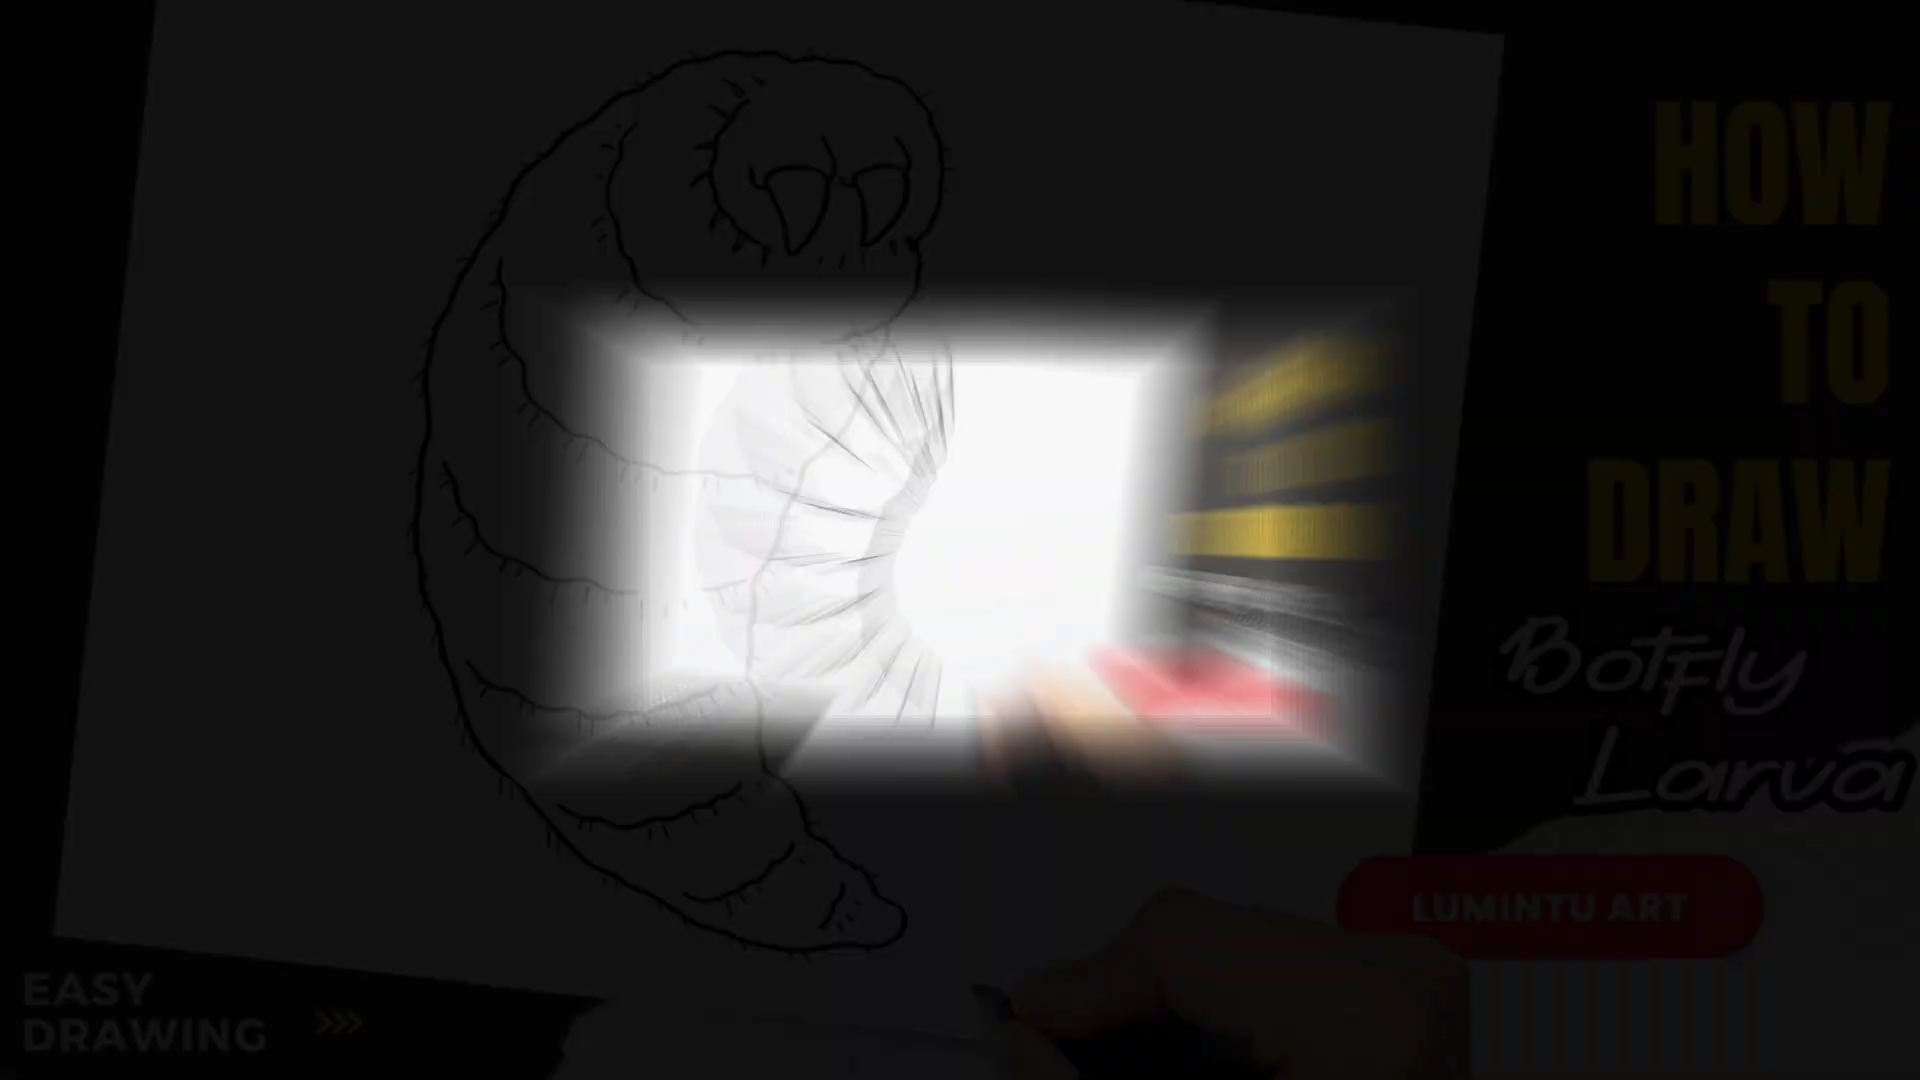 HOW
TO
DRAW
Botfly
Larva
LUMINTU ART
EASY
DRAWING